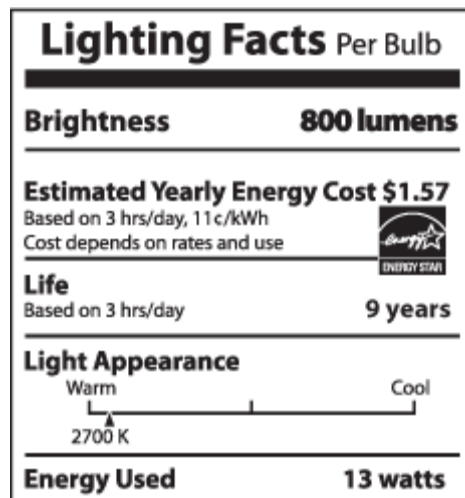 Lighting Facts Per Bulb
Brightness 800 lumens
Estimated Yearly Energy Cost $1.57
Based on 3 hrs/day, 11¢/kWh
Cost depends on rates and use
energy
ENERGY STAR
Life
Based on 3 hrs/day 9 years
Light Appearance
Warm Cool
2700 K
Energy Used 13 watts